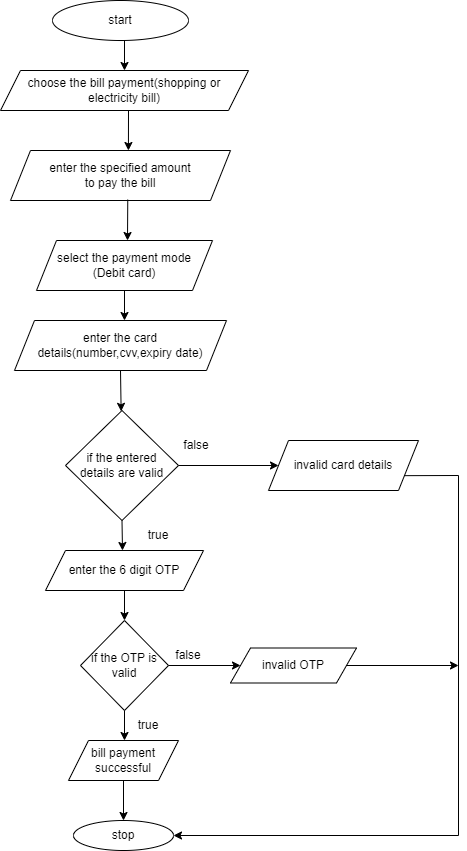 start
choose the bill payment(shopping or
electricity bill)
enter the specified amount
to pay the bill
select the payment mode
(Debit card)
enter the card
details(number,cvv,expiry date)
if the entered
details are valid
false
invalid card details
true
enter the 6 digit OTP
if the OTP is
valid
false
invalid OTP
true
bill payment
successful
stop